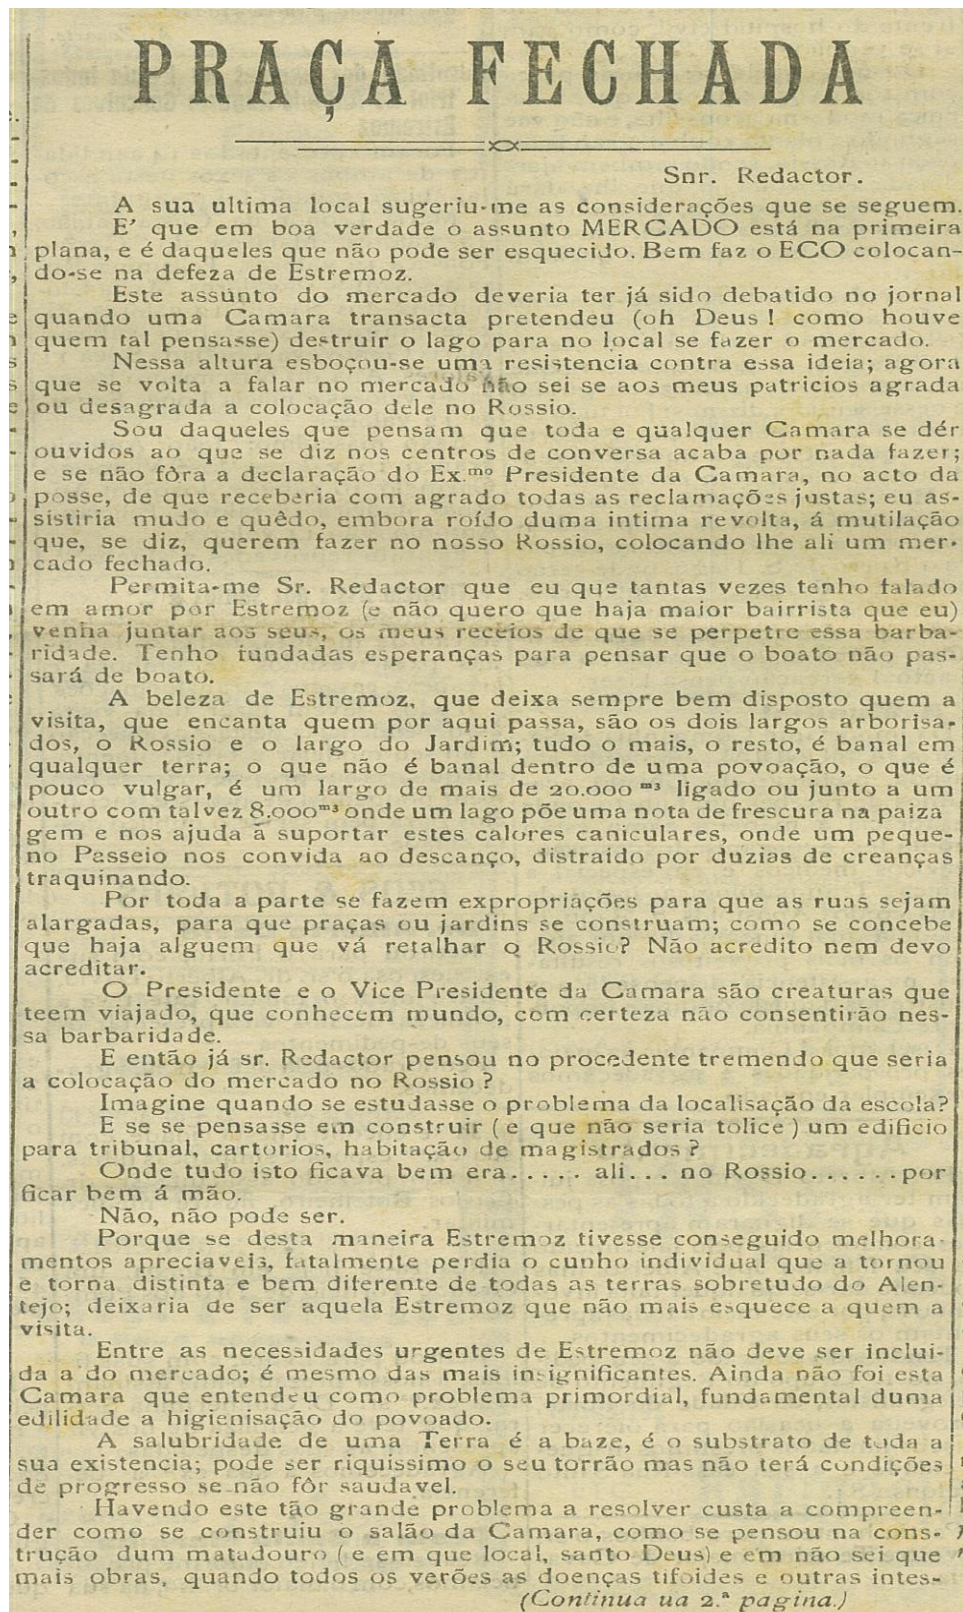 PRAÇA FECHADA
Snr. Redactor.
A sua ultima local sugeriu-me as considerações que se seguem.
E' que em boa verdade o assunto MERCADO está na primeira
plana, e é daqueles que não pode ser esquecido. Bem faz o ECO colocan-
do-se na defeza de Estremoz.
Este assunto do mercado deveria ter já sido debatido no jornal
quando uma Camara transacta pretendeu (oh Deus! como houve
quem tal pensasse) destruir o lago para no local se fazer o mercado.
Nessa altura esboçou-se uma resistencia contra essa ideia; agora
que se volta a falar no mercado não sei se aos meus patricios agrada
ou desagrada a colocação dele no Rossio.
Sou daqueles que pensam que toda e qualquer Camara se dér
ouvidos ao que se diz nos centros de conversa acaba por nada fazer;
e se não fôra a declaração do Ex.mo Presidente da Camara, no acto da
posse, de que receberia com agrado todas as reclamações justas; eu as-
sistiria mudo e quêdo, embora roído duma intima revolta, á mutilação
que, se diz, querem fazer no nosso Rossio, colocando lhe ali um mer-
cado fechado.
Permita-me Sr. Redactor que eu que tantas vezes tenho falado
em amor por Estremoz (e não quero que haja maior bairrista que eu)
venha juntar aos seus, os meus receios de que se perpetre essa barba-
ridade. Tenho fundadas esperanças para pensar que o boato não pas-
sará de boato.
A beleza de Estremoz, que deixa sempre bem disposto quem a
visita, que encanta quem por aqui passa, são os dois largos arborisa-
dos, o Rossio e o largo do Jardim; tudo o mais, o resto, é banal em
qualquer terra; o que não é banal dentro de uma povoação, o que é
pouco vulgar, é um largo de mais de 20.000 m3 ligado ou junto a um
outro com talvez 8.000m3 onde um lago põe uma nota de frescura na paiza
gem e nos ajuda a suportar estes calores caniculares, onde um peque-
no Passeio nos convida ao descanço, distraido por duzias de creanças
traquinando.
Por toda a parte se fazem expropriações para que as ruas sejam
alargadas, para que praças ou jardins se construam; como se concebe
que haja alguem que vá retalhar o Rossio? Não acredito nem devo
acreditar.
O Presidente e o Vice Presidente da Camara são creaturas que
teem viajado, que conhecem mundo, com certeza não consentirão nes-
sa barbaridade.
E então já sr. Redactor pensou no procedente tremendo que seria
a colocação do mercado no Rossio?
Imagine quando se estudasse o problema da localisação da escola?
E se se pensasse em construir (e que não seria tolice) um edificio
para tribunal, cartorios, habitação de magistrados?
Onde tudo isto ficava bem era..... ali... no Rossio......por
ficar bem á mão.
Não, não pode ser.
Porque se desta maneira Estremoz tivesse conseguido melhora-
mentos apreciaveis, fatalmente perdia o cunho individual que a tornou
e torna distinta e bem diferente de todas as terras sobretudo do Alen-
tejo; deixaria de ser aquela Estremoz que não mais esquece a quem a
visita.
Entre as necessidades urgentes de Estremoz não deve ser inclui-
da a do mercado; é mesmo das mais insignificantes. Ainda não foi esta
Camara que entendeu como problema primordial, fundamental duma
edilidade a higienisação do povoado.
A salubridade de uma Terra é a baze, é o substrato de toda a
sua existencia; pode ser riquissimo o seu torrão mas não terá condições
de progresso se não fôr saudavel.
Havendo este tão grande problema a resolver custa a compreen-
der como se construiu o salão da Camara, como se pensou na cons-
trução dum matadouro (e em que local, santo Deus) e em não sei que
mais obras, quando todos os verões as doenças tifoides e outras intes-
(Continua ua 2.ª pagina.)